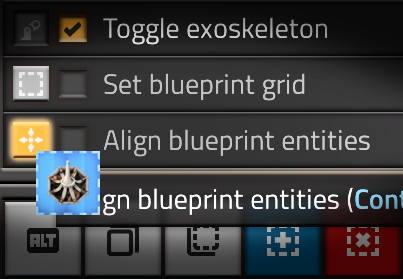 Toggle exoskeleton
Set blueprint grid
Align blueprint entities
gn blueprint entities (Cont
ALT